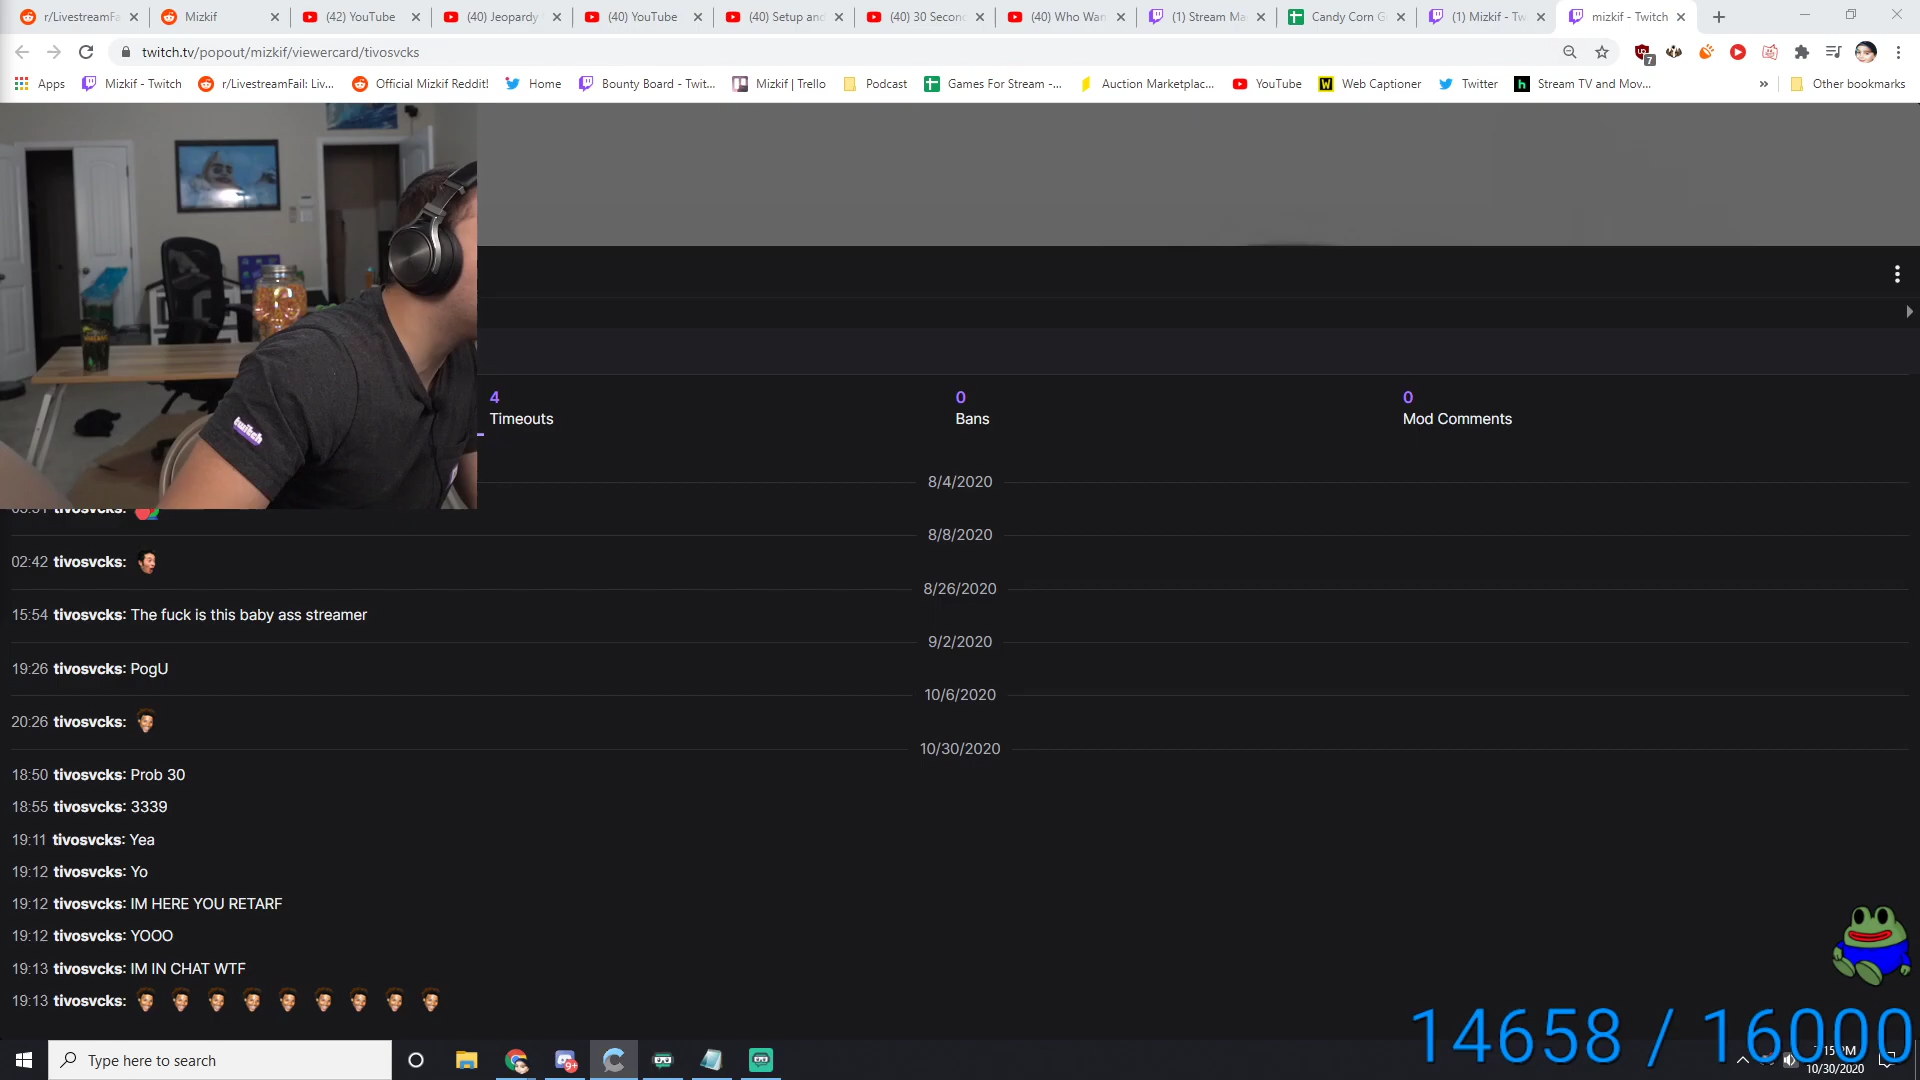 r/LivestreamFa
Mizkif
(42) YouTube
(40) Jeopardy
(40) YouTube
(40) Setup and
(40) 30 Second
(40) Who Wan
(1) Stream Ma
Candy Corn G
(1) Mizkif - Tw
mizkif - Twitch
twitch.tv/popout/mizkif/viewercard/tivosvcks
7
Apps
Mizkif - Twitch
r/LivestreamFail: Liv...
Official Mizkif Reddit!
Home
Bounty Board - Twit...
Mizkif | Trello
Podcast
Games For Stream -...
Auction Marketplac...
YouTube
Web Captioner
Twitter
Stream TV and Mov...
»
Other bookmarks
twitch
4
Timeouts
0
Bans
0
Mod Comments
8/4/2020
tivosvcks:
8/8/2020
02:42 tivosvcks:
8/26/2020
15:54 tivosvcks: The fuck is this baby ass streamer
9/2/2020
19:26 tivosvcks: PogU
10/6/2020
20:26 tivosvcks:
10/30/2020
18:50 tivosvcks: Prob 30
18:55 tivosvcks: 3339
19:11 tivosvcks: Yea
19:12 tivosvcks: Yo
19:12 tivosvcks: IM HERE YOU RETARF
19:12 tivosvcks: YOOO
19:13 tivosvcks: IM IN CHAT WTF
19:13 tivosvcks:
14658 / 16000
Type here to search
9+
10/30/2020